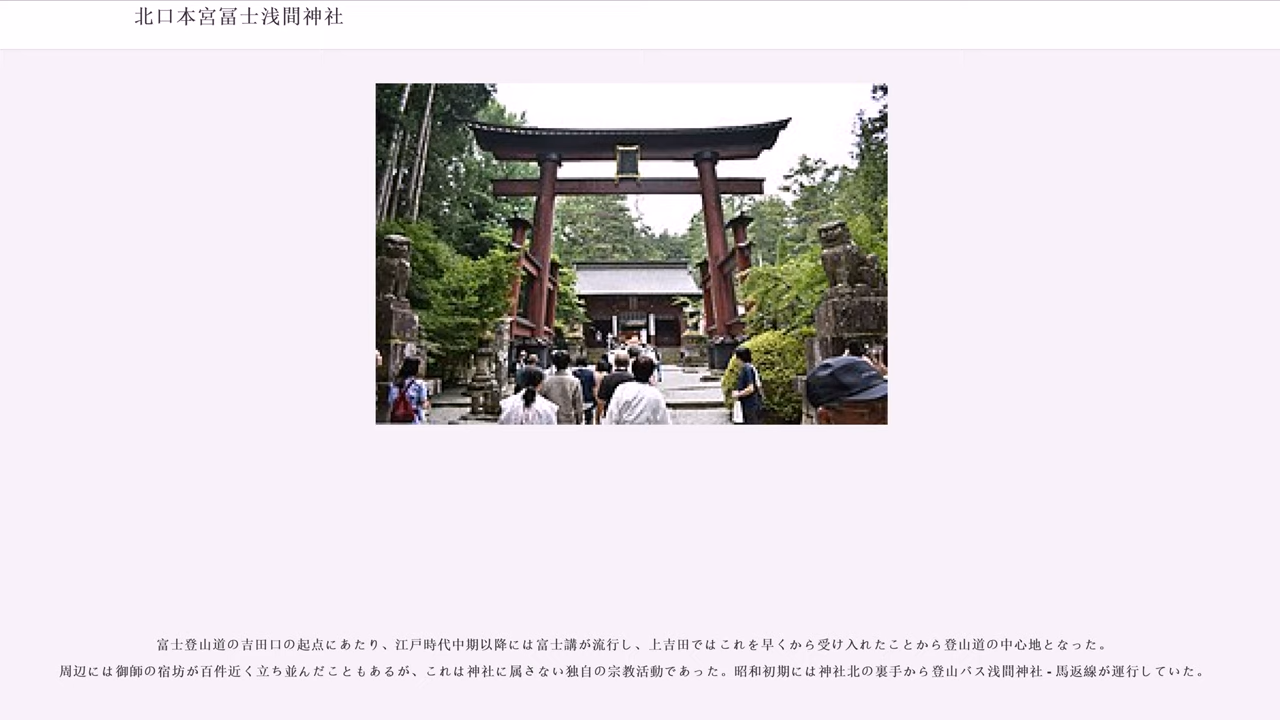 北口本宮冨士浅間神社
富士登山道の吉田口の起点にあたり、江戸時代中期以降には富士講が流行し、上吉田ではこれを早くから受け入れたことから登山道の中心地となった。
周辺には御師の宿坊が百件近く立ち並んだこともあるが、これは神社に属さない独自の宗教活動であった。昭和初期には神社北の裏手から登山バス浅間神社 - 馬返線が運行していた。